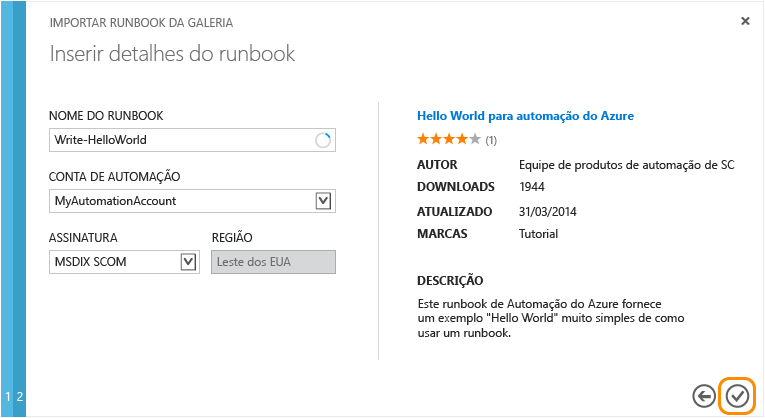 IMPORTAR RUNBOOK DA GALERIA
Inserir detalhes do runbook
NOME DO RUNBOOK
Write-HelloWorld
CONTA DE AUTOMAÇÃO
MyAutomationAccount
ASSINATURA
REGIÃO
MSDIX SCOM
Leste dos EUA
Hello World para automação do Azure
(1)
AUTOR Equipe de produtos de automação de SC
DOWNLOADS 1944
ATUALIZADO 31/03/2014
MARCAS Tutorial
DESCRIÇÃO
Este runbook de Automação do Azure fornece
um exemplo "Hello World" muito simples de como
usar um runbook.
1 2